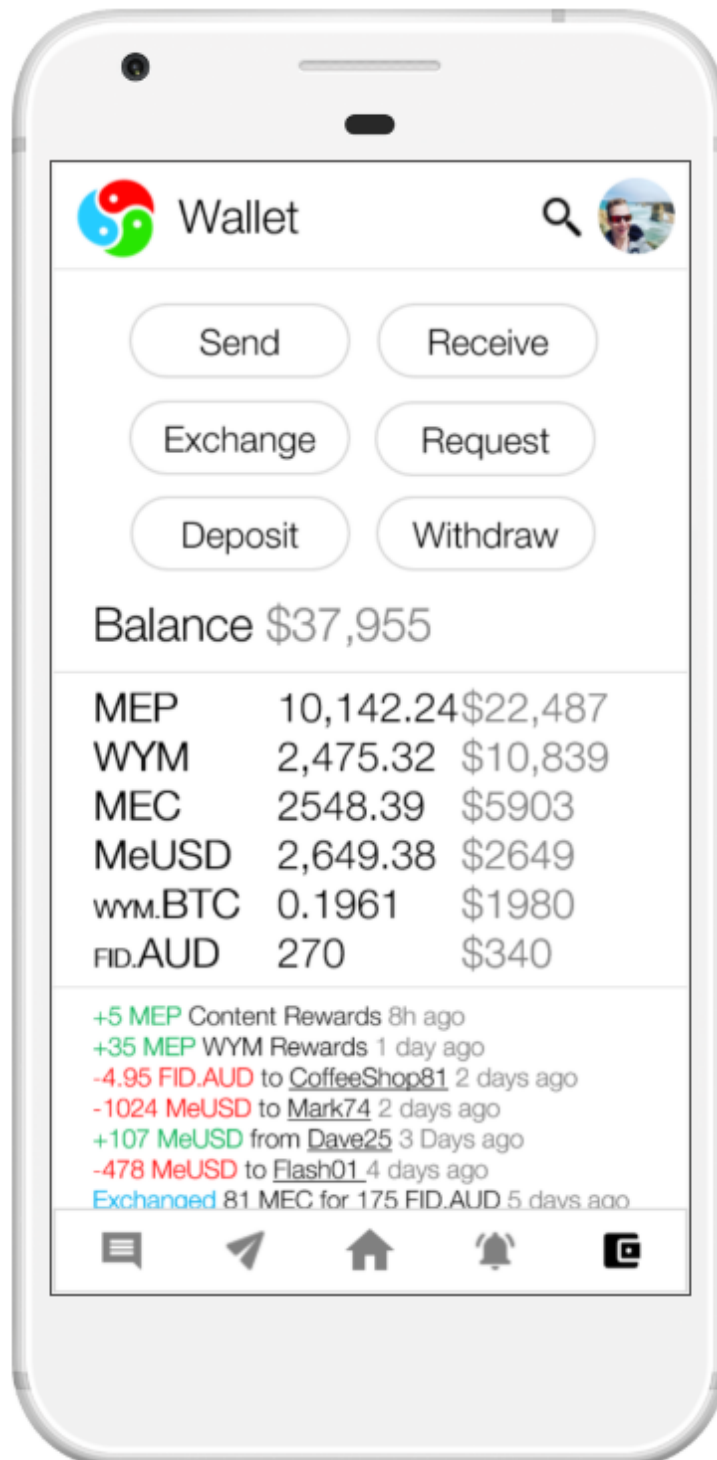 Wallet
Send Receive
Exchange Request
Deposit Withdraw
Balance $37,955
MEP 10,142.24 $22,487
WYM 2,475.32 $10,839
MEC 2548.39 $5903
MeUSD 2,649.38 $2649
WYM.BTC 0.1961 $1980
FID.AUD 270 $340
+5 MEP Content Rewards 8h ago
+35 MEP WYM Rewards 1 day ago
-4.95 FID.AUD to CoffeeShop81 2 days ago
-1024 MeUSD to Mark74 2 days ago
+107 MeUSD from Dave25 3 Days ago
-478 MeUSD to Flash01 4 days ago
Exchanged 81 MEC for 175 FID.AUD 5 days ago